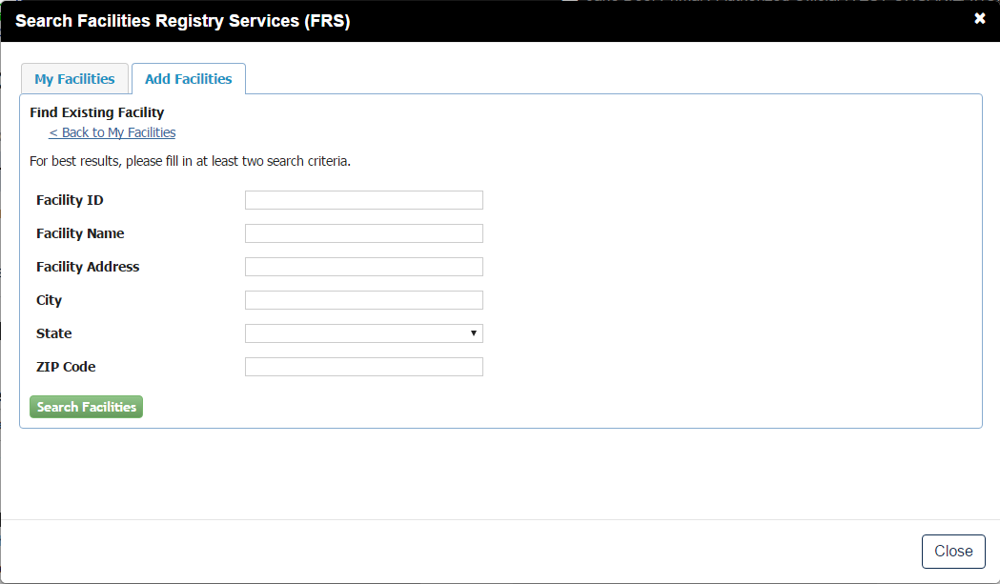 Search Facilities Registry Services (FRS)
My Facilities
Add Facilities
Find Existing Facility
< Back to My Facilities
For best results, please fill in at least two search criteria.
Facility ID
Facility Name
Facility Address
City
State
ZIP Code
Search Facilities
Close